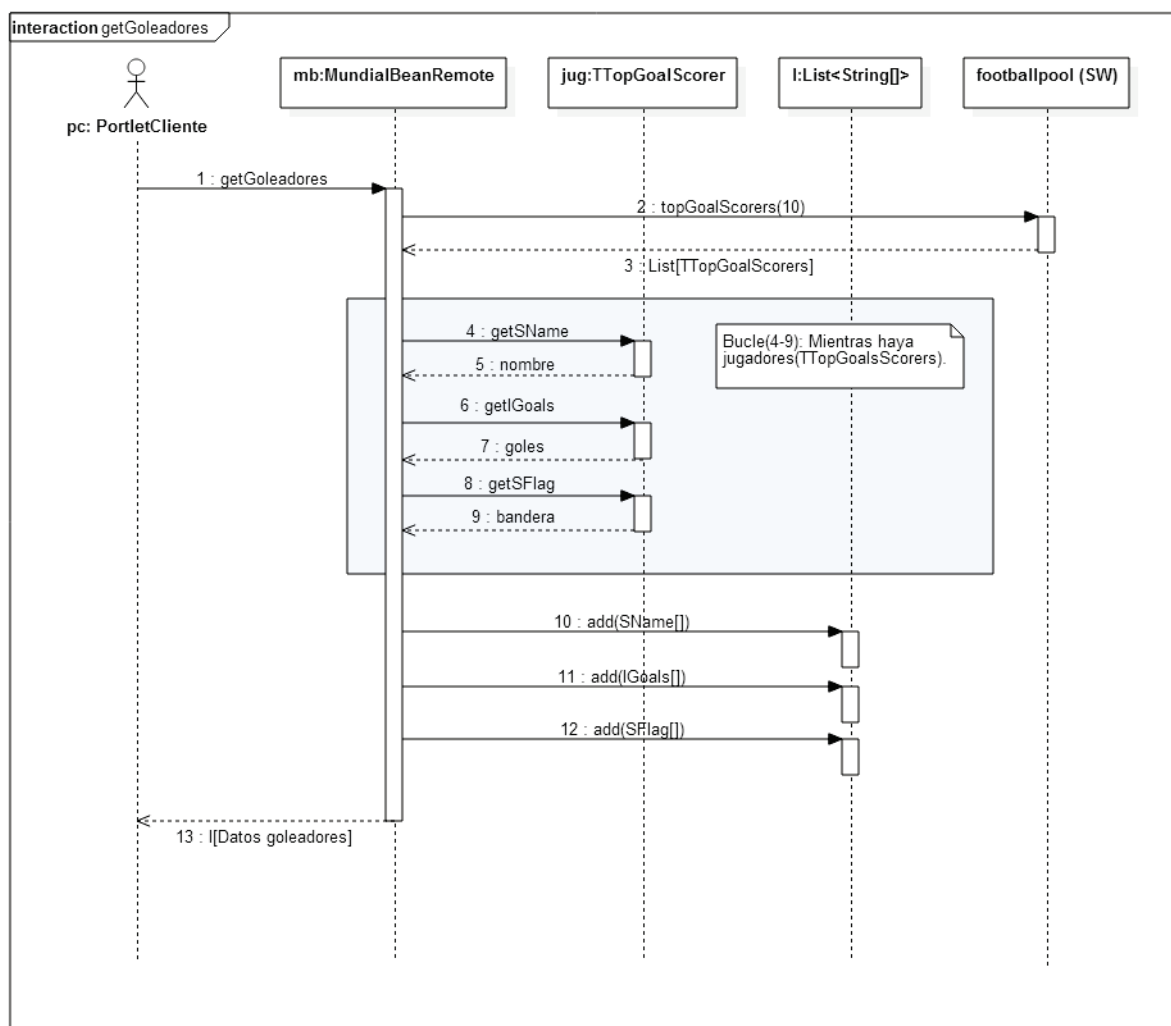 interaction getGoleadores
pc: PortletCliente
mb:MundialBeanRemote
jug:TTopGoalScorer
l:List<String[]>
footballpool (SW)
1 : getGoleadores
2 : topGoalScorers(10)
3 : List[TTopGoalScorers]
Bucle(4-9): Mientras haya
jugadores(TTopGoalsScorers).
4 : getSName
5 : nombre
6 : getIGoals
7 : goles
8 : getSFlag
9 : bandera
10 : add(SName[])
11 : add(IGoals[])
12 : add(SFlag[])
13 : l[Datos goleadores]